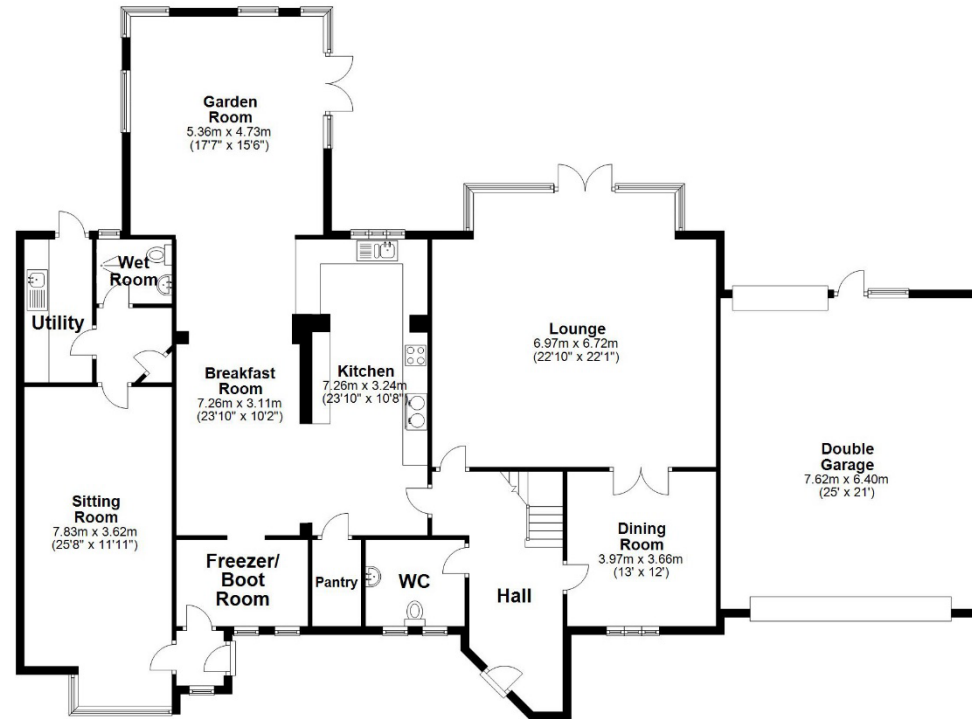 Garden
Room
5.36m x 4.73m
(17'7" x 15'6")
Wet
Room
Utility
Breakfast
Room
7.26m x 3.11m
(23'10" x 10'2")
Kitchen
7.26m x 3.24m
(23'10" x 10'8")
Lounge
6.97m x 6.72m
(22'10" x 22'1")
Double
Garage
7.62m x 6.40m
(25' x 21')
Sitting
Room
7.83m x 3.62m
(25'8" x 11'11")
Freezer/
Boot
Room
Pantry
WC
Hall
Dining
Room
3.97m x 3.66m
(13' x 12')